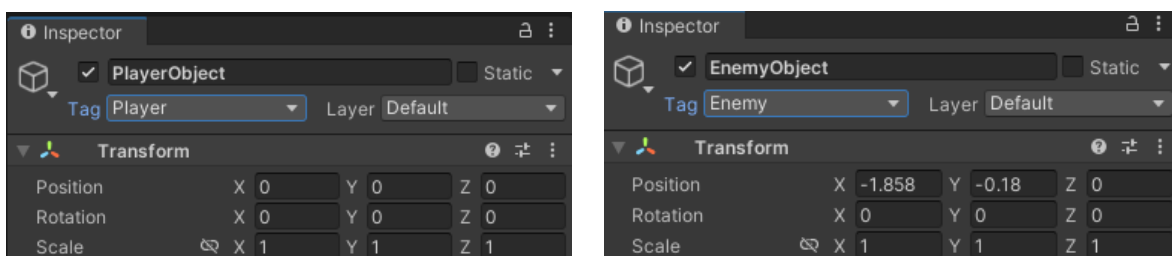 Inspector
PlayerObject Static
Tag Player Layer Default
Transform
Position X 0 Y 0 Z 0
Rotation X 0 Y 0 Z 0
Scale X 1 Y 1 Z 1
Inspector
EnemyObject Static
Tag Enemy Layer Default
Transform
Position X -1.858 Y -0.18 Z 0
Rotation X 0 Y 0 Z 0
Scale X 1 Y 1 Z 1